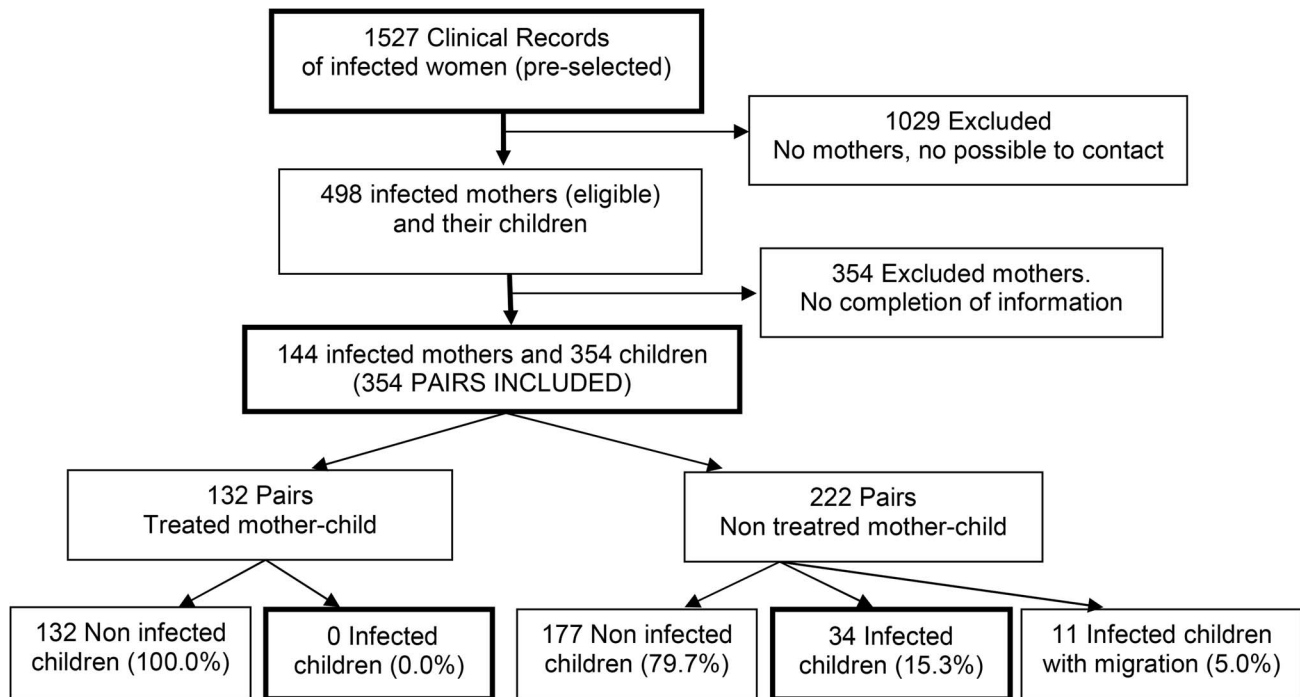 1527 Clinical Records
of infected women (pre-selected)
1029 Excluded
No mothers, no possible to contact
498 infected mothers (eligible)
and their children
354 Excluded mothers.
No completion of information
144 infected mothers and 354 children
(354 PAIRS INCLUDED)
132 Pairs
Treated mother-child
222 Pairs
Non treatred mother-child
132 Non infected
children (100.0%)
0 Infected
children (0.0%)
177 Non infected
children (79.7%)
34 Infected
children (15.3%)
11 Infected children
with migration (5.0%)